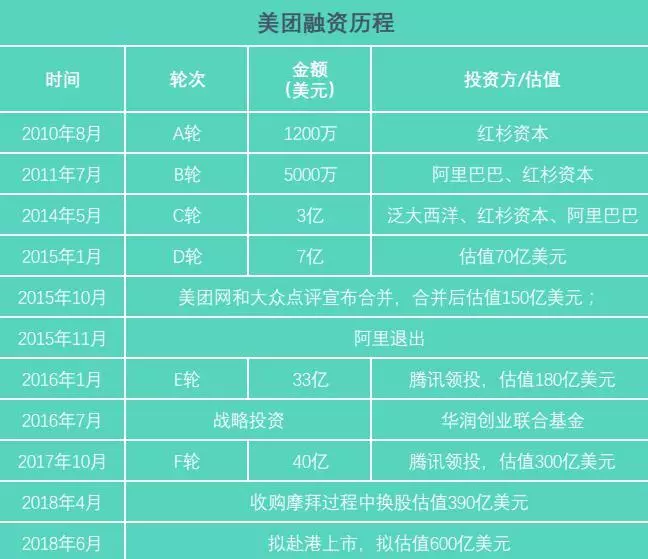 美团融资历程
时间 轮次 金额（美元） 投资方/估值
2010年8月 A轮 1200万 红杉资本
2011年7月 B轮 5000万 阿里巴巴、红杉资本
2014年5月 C轮 3亿 泛大西洋、红杉资本、阿里巴巴
2015年1月 D轮 7亿 估值70亿美元
2015年10月 美团网和大众点评宣布合并，合并后估值150亿美元；
2015年11月 阿里退出
2016年1月 E轮 33亿 腾讯领投，估值180亿美元
2016年7月 战略投资 华润创业联合基金
2017年10月 F轮 40亿 腾讯领投，估值300亿美元
2018年4月 收购摩拜过程中换股估值390亿美元
2018年6月 拟赴港上市，拟估值600亿美元